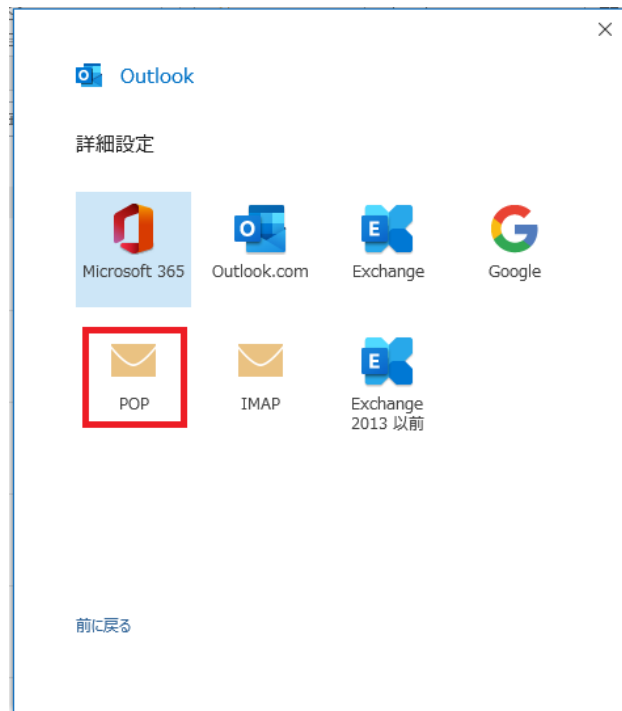 Outlook
詳細設定
Microsoft 365
Outlook.com
Exchange
Google
POP
IMAP
Exchange
2013 以前
前に戻る